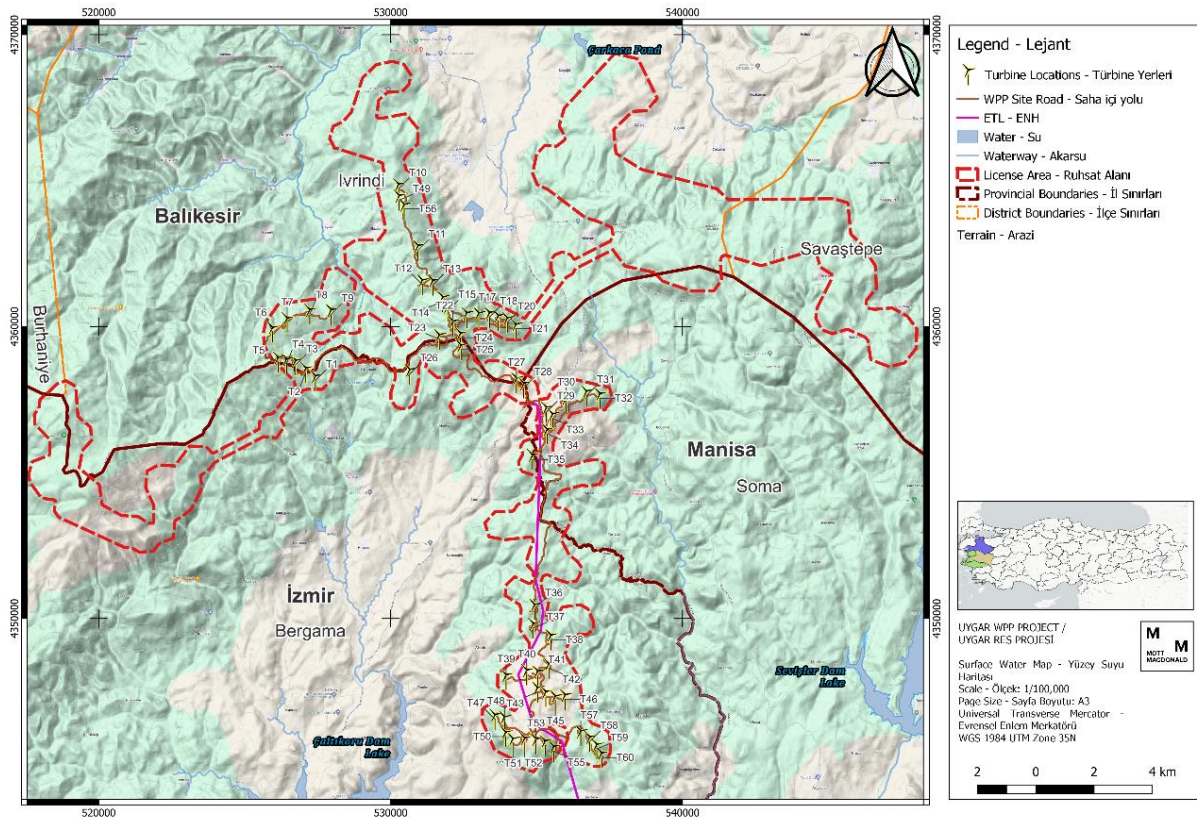 520000
530000
540000
4370000
4370000
Çarkaca Pond
İvrindi
T10
T49
T56
Balıkesir
T11
Savaştepe
T12
T13
T8
T9
T7
T6
T15
T17
T18
T20
T22
T14
T21
T23
4360000
4360000
Burhaniye
T24
T25
T5
T4
T3
T1
T26
T27
T28
T2
T30
T31
T29
T32
T33
T34
Manisa
T35
Soma
İzmir
T36
Bergama
T37
4350000
4350000
T38
T40
T41
T39
Sevişler Dam
Lake
T42
T46
T48
T47
T43
T45
T57
T53
T58
T50
T59
Çaltıkoru Dam
Lake
T51
T52
T55
T60
520000
530000
540000
Legend - Lejant
Turbine Locations - Türbine Yerleri
WPP Site Road - Saha içi yolu
ETL - ENH
Water - Su
Waterway - Akarsu
License Area - Ruhsat Alanı
Provincial Boundaries - İl Sınırları
District Boundaries - İlçe Sınırları
Terrain - Arazi
UYGAR WPP PROJECT /
UYGAR RES PROJESİ
M
M
MOTT
MACDONALD
Surface Water Map - Yüzey Suyu
Haritası
Scale - Ölçek: 1/100,000
Page Size - Sayfa Boyutu: A3
Universal Transverse Mercator -
Evrensel Enlem Merkatörü
WGS 1984 UTM Zone 35N
2 0 2 4 km